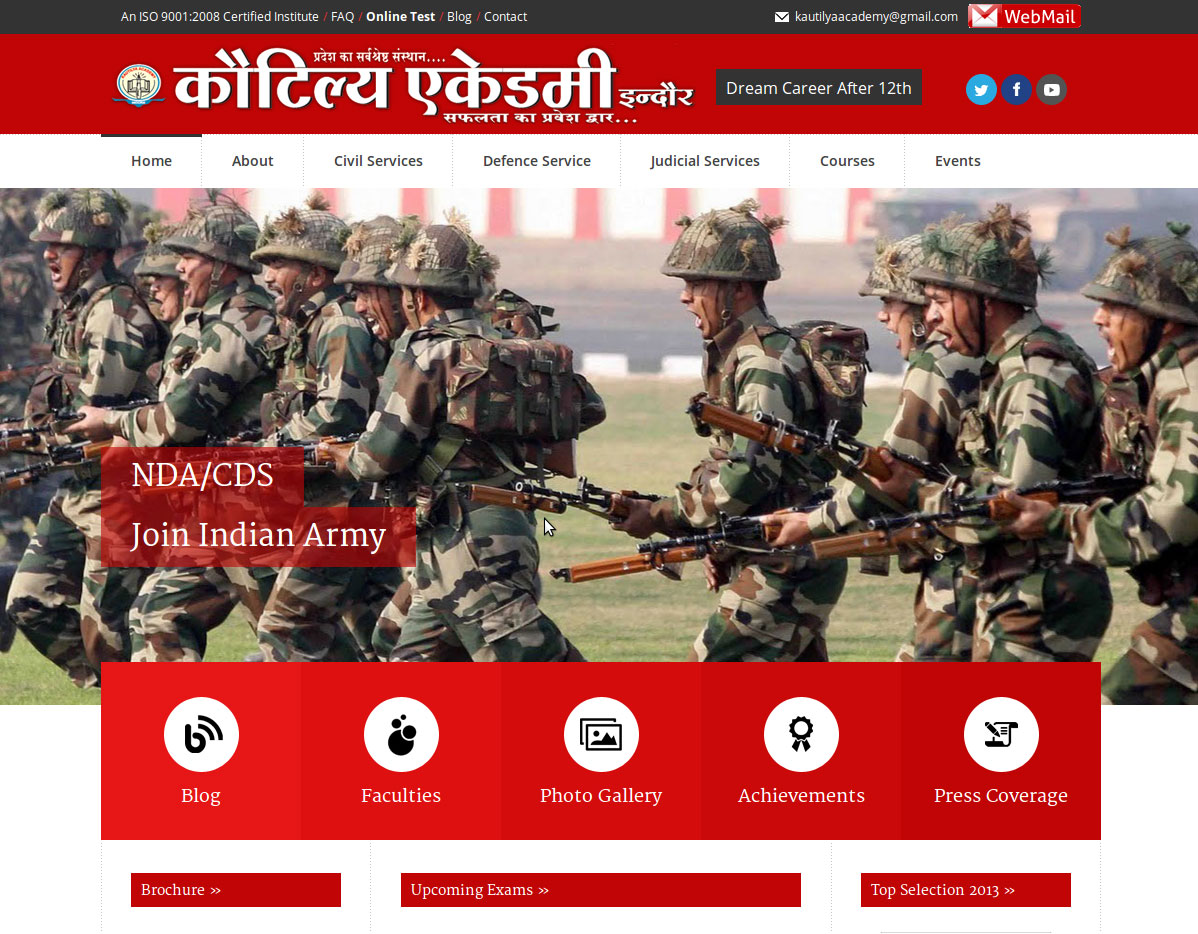 An ISO 9001:2008 Certified Institute / FAQ / Online Test / Blog / Contact
kautilyaacademy@gmail.com
WebMail
प्रदेश का सर्वश्रेष्ठ संस्थान....
कौटिल्य एकेडमी इन्दौर
सफलता का प्रवेश द्वार...
Dream Career After 12th
Home About Civil Services Defence Service Judicial Services Courses Events
NDA/CDS
Join Indian Army
Blog Faculties Photo Gallery Achievements Press Coverage
Brochure »
Upcoming Exams »
Top Selection 2013 »